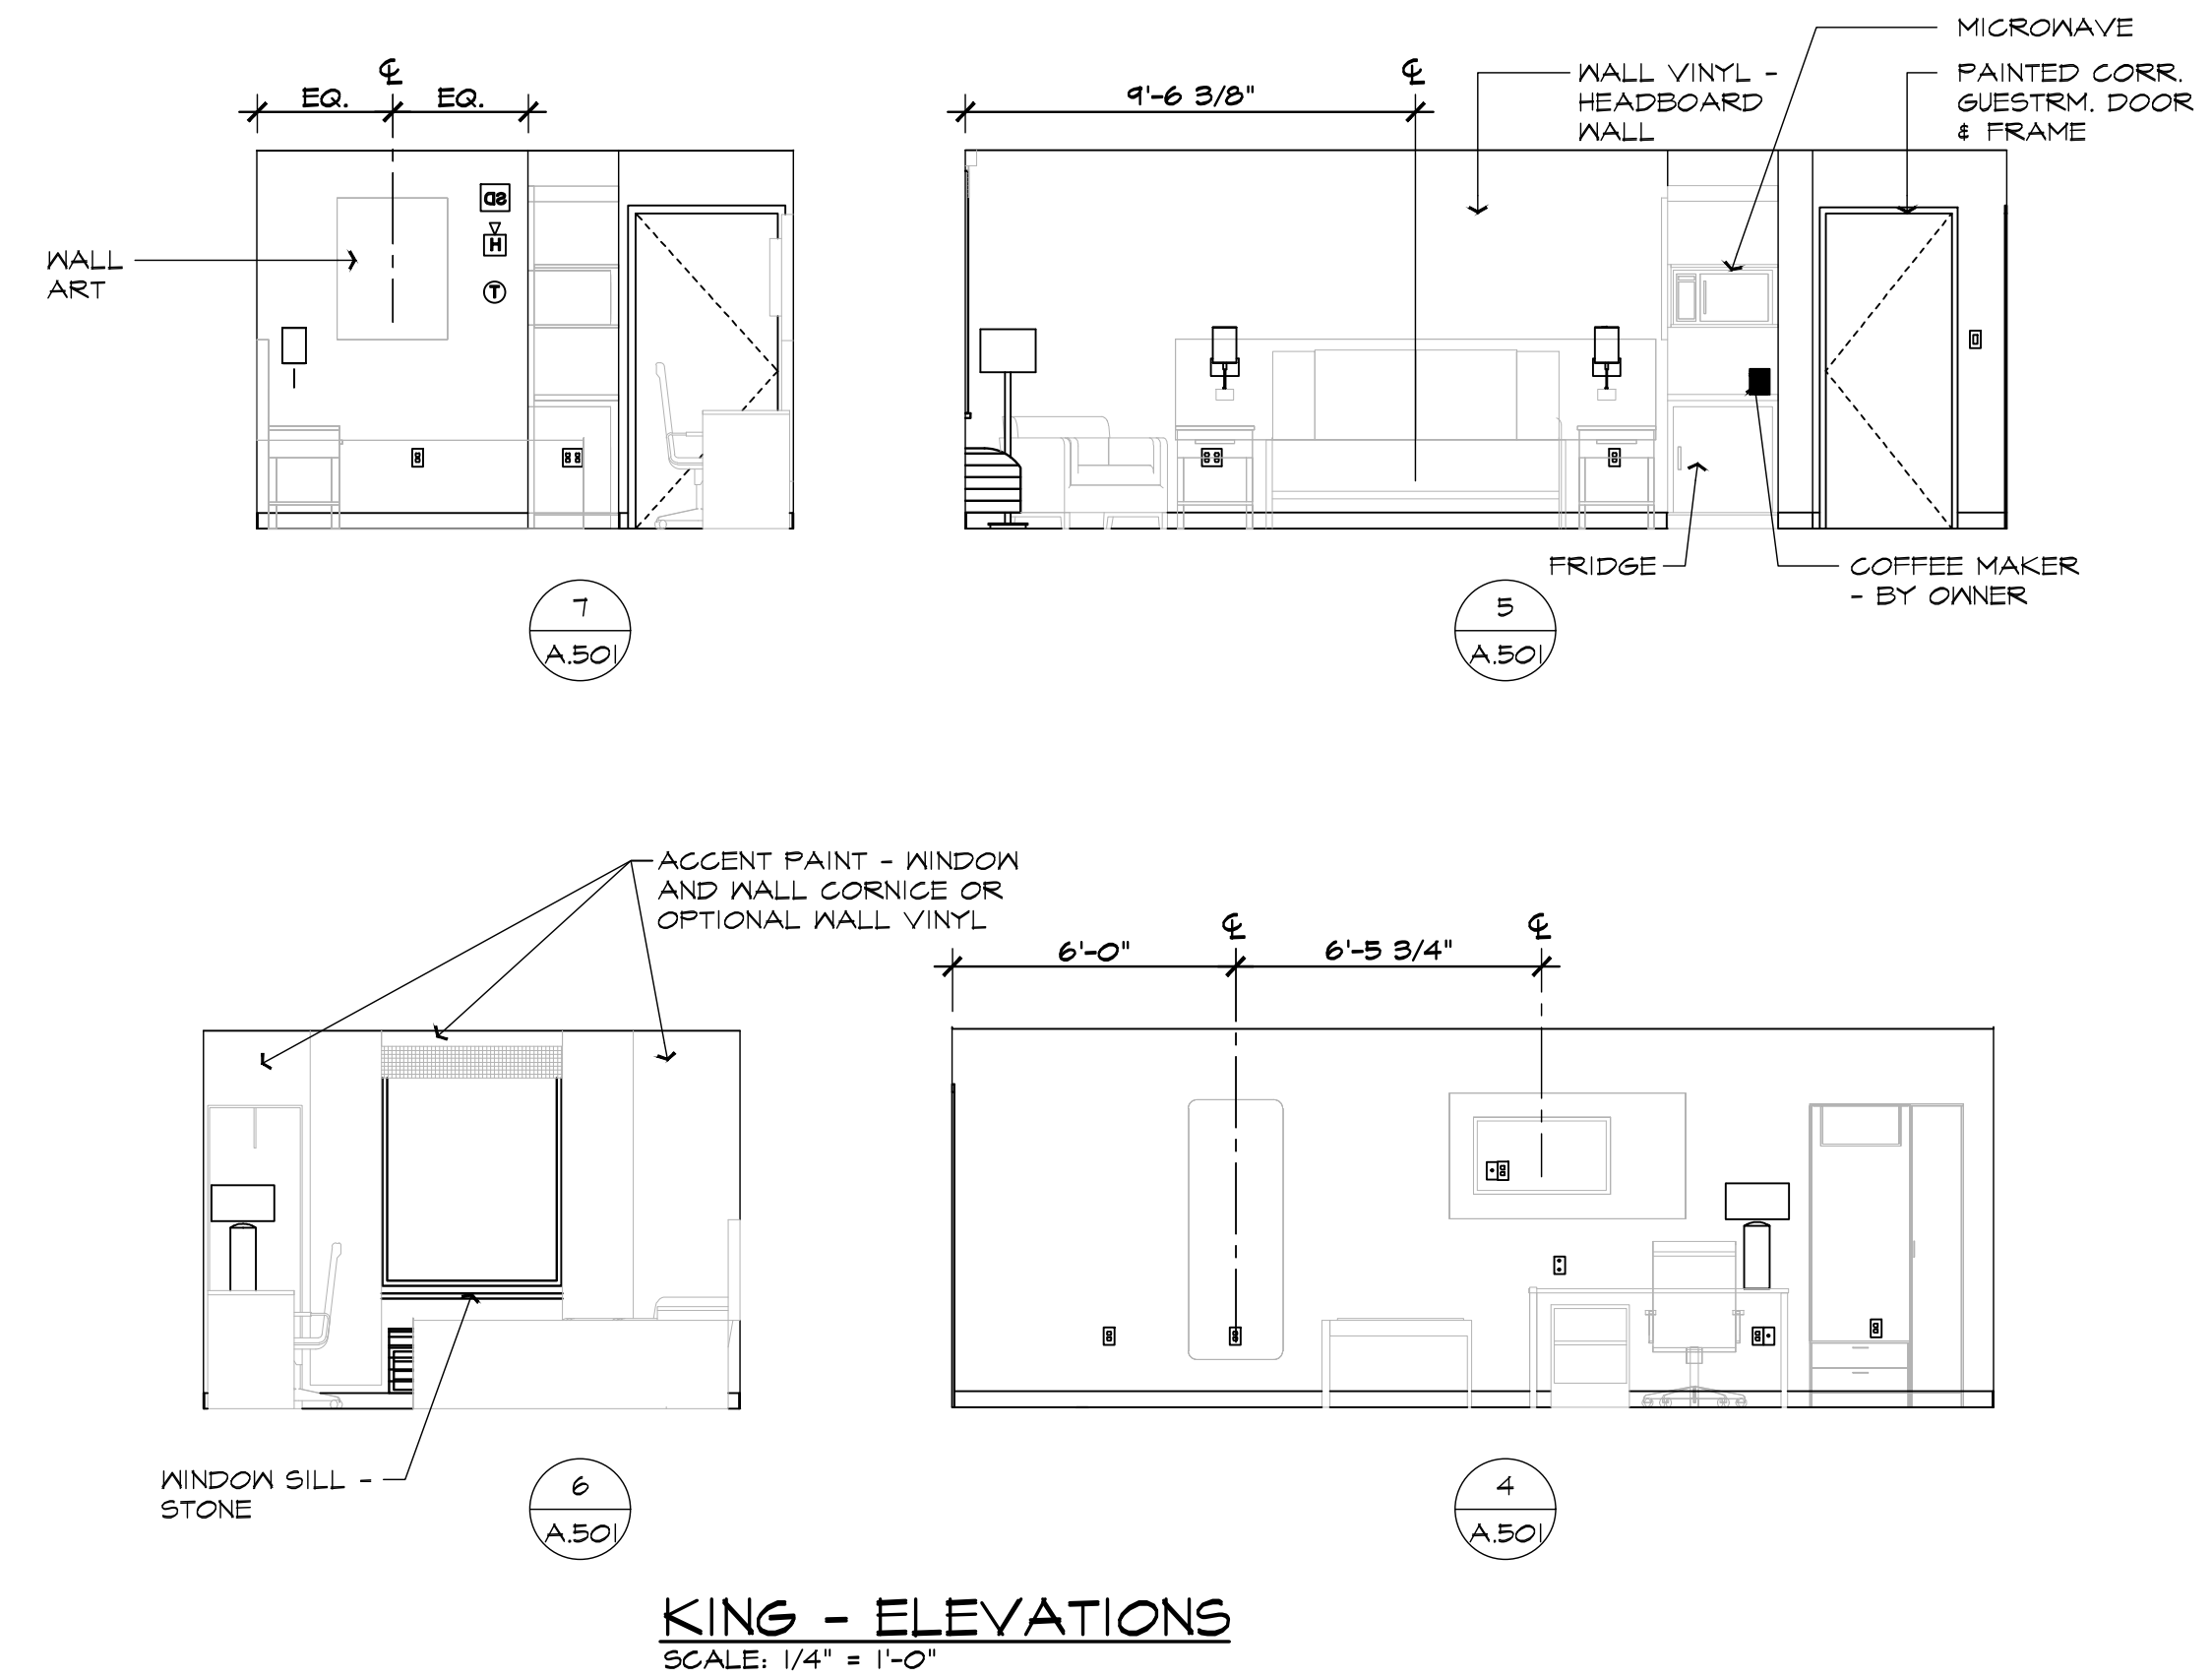 ℄
EQ.
EQ.
SD
H
T
WALL
ART
7
A.501
℄
9'-6 3/8"
WALL VINYL -
HEADBOARD
WALL
MICROWAVE
PAINTED CORR.
GUESTRM. DOOR
& FRAME
FRIDGE
COFFEE MAKER
- BY OWNER
5
A.501
ACCENT PAINT - WINDOW
AND WALL CORNICE OR
OPTIONAL WALL VINYL
WINDOW SILL -
STONE
6
A.501
℄
℄
6'-0"
6'-5 3/4"
4
A.501
KING - ELEVATIONS
SCALE: 1/4" = 1'-0"